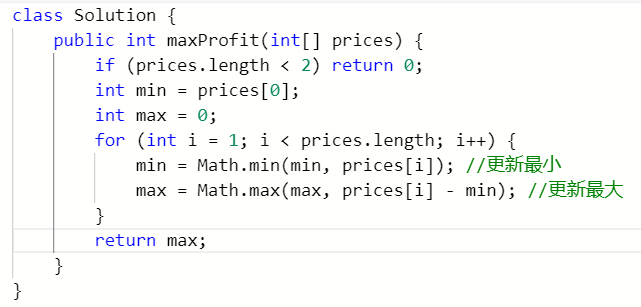 class Solution {
    public int maxProfit(int[] prices) {
        if (prices.length < 2) return 0;
        int min = prices[0];
        int max = 0;
        for (int i = 1; i < prices.length; i++) {
            min = Math.min(min, prices[i]); //更新最小
            max = Math.max(max, prices[i] - min); //更新最大
        }
        return max;
    }
}